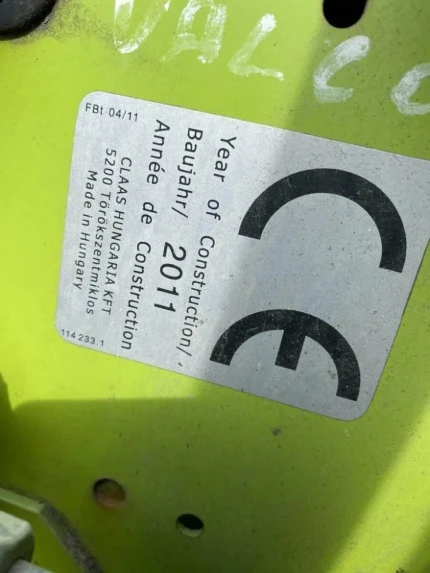 VALCO
CE
Year of Construction/
Baujahr/ 2011
Année de Construction
CLAAS HUNGARIA KFT
5200 Törökszentmiklos
Made in Hungary
FBt 04/11
114 233 1